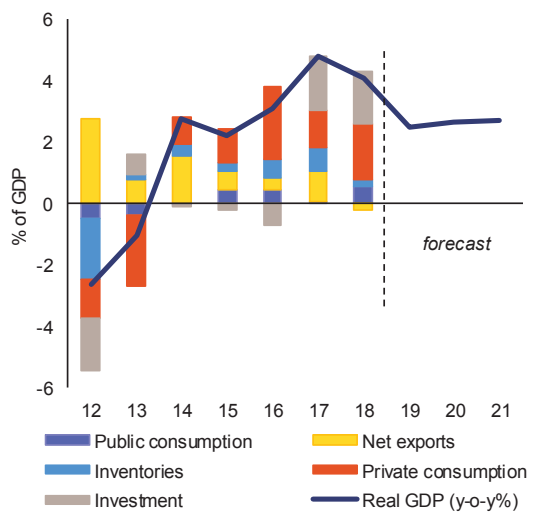 6
4
2
0
-2
-4
-6
% of GDP
forecast
12 13 14 15 16 17 18 19 20 21
Public consumption Net exports
Inventories Private consumption
Investment Real GDP (y-o-y%)